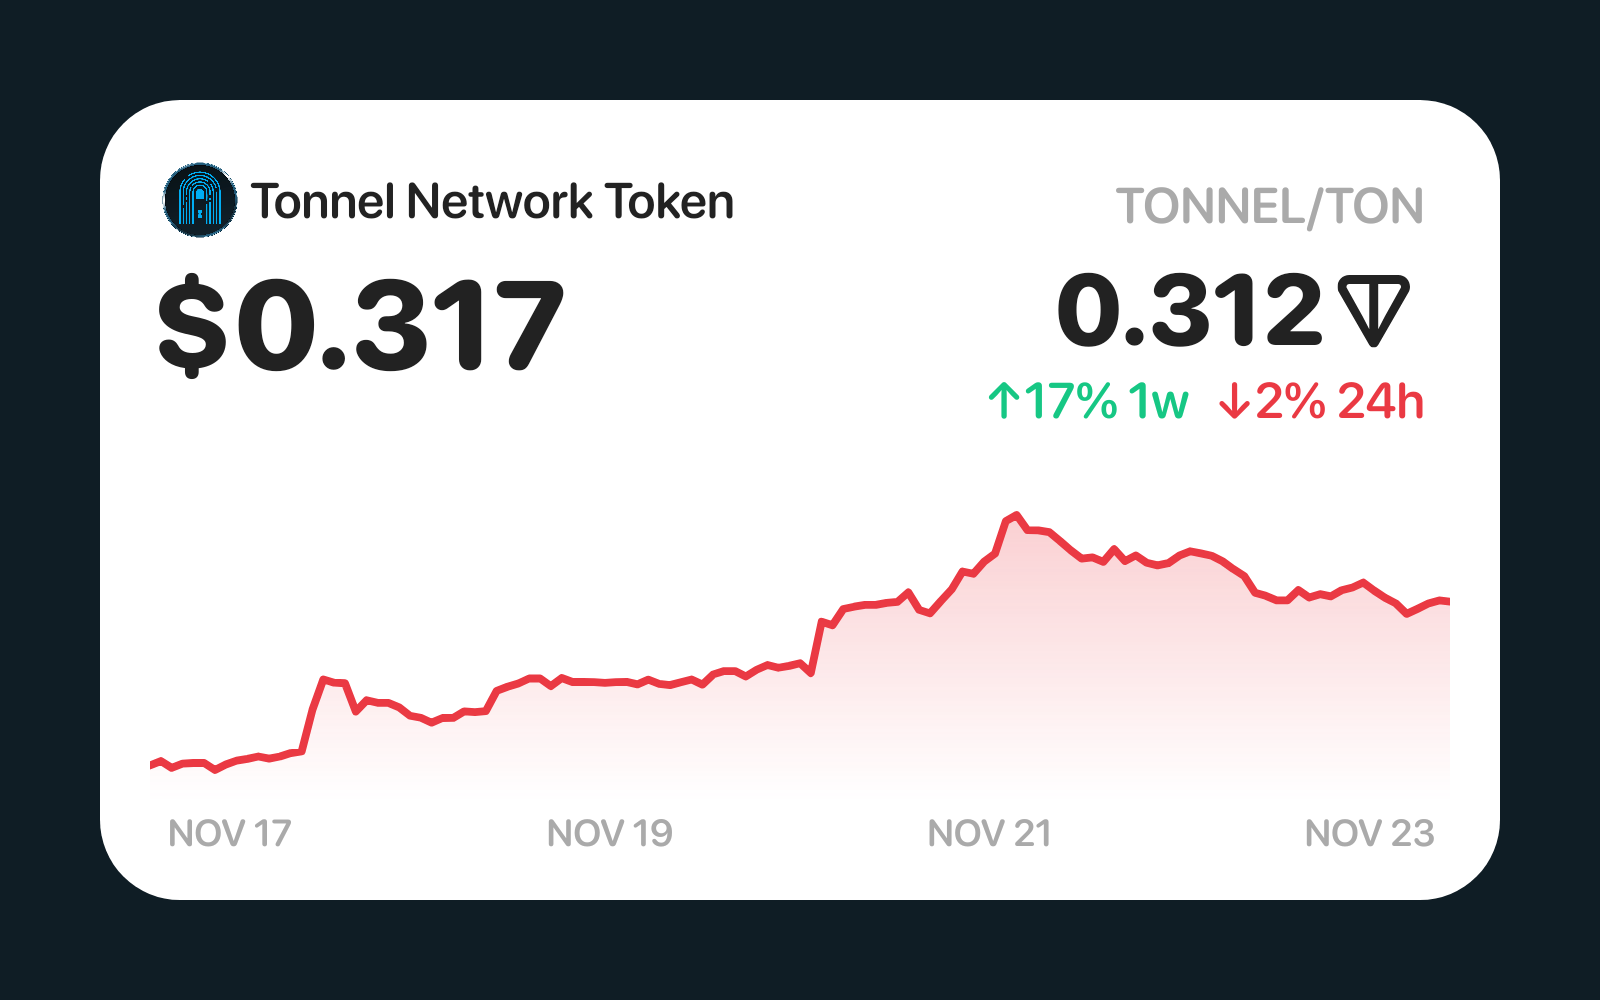 Tonnel Network Token
TONNEL/TON
$0.317
0.312
↑17% 1w ↓2% 24h
NOV 17
NOV 19
NOV 21
NOV 23